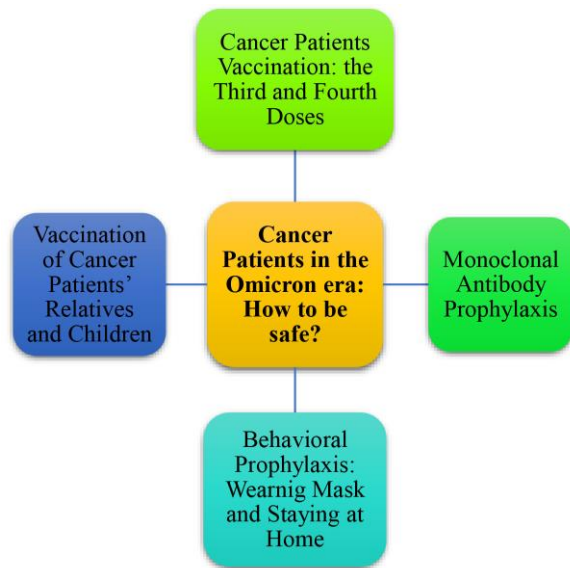 Cancer Patients
Vaccination: the
Third and Fourth
Doses
Vaccination
of Cancer
Patients’
Relatives
and Children
Cancer
Patients in the
Omicron era:
How to be
safe?
Monoclonal
Antibody
Prophylaxis
Behavioral
Prophylaxis:
Wearnig Mask
and Staying at
Home